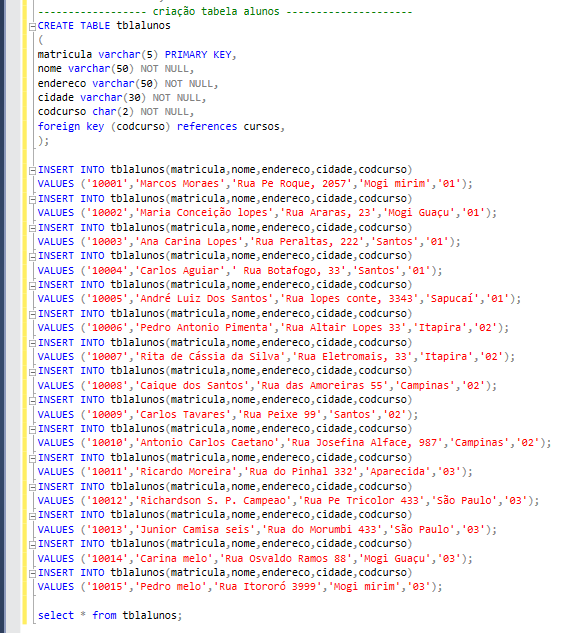 ------------------ criação tabela alunos ---------------------
CREATE TABLE tblalunos
(
matricula varchar(5) PRIMARY KEY,
nome varchar(50) NOT NULL,
endereco varchar(50) NOT NULL,
cidade varchar(30) NOT NULL,
codcurso char(2) NOT NULL,
foreign key (codcurso) references cursos,
);
INSERT INTO tblalunos(matricula,nome,endereco,cidade,codcurso)
VALUES ('10001','Marcos Moraes','Rua Pe Roque, 2057','Mogi mirim','01');
INSERT INTO tblalunos(matricula,nome,endereco,cidade,codcurso)
VALUES ('10002','Maria Conceição lopes','Rua Araras, 23','Mogi Guaçu','01');
INSERT INTO tblalunos(matricula,nome,endereco,cidade,codcurso)
VALUES ('10003','Ana Carina Lopes','Rua Peraltas, 222','Santos','01');
INSERT INTO tblalunos(matricula,nome,endereco,cidade,codcurso)
VALUES ('10004','Carlos Aguiar',' Rua Botafogo, 33','Santos','01');
INSERT INTO tblalunos(matricula,nome,endereco,cidade,codcurso)
VALUES ('10005','André Luiz Dos Santos','Rua lopes conte, 3343','Sapucaí','01');
INSERT INTO tblalunos(matricula,nome,endereco,cidade,codcurso)
VALUES ('10006','Pedro Antonio Pimenta','Rua Altair Lopes 33','Itapira','02');
INSERT INTO tblalunos(matricula,nome,endereco,cidade,codcurso)
VALUES ('10007','Rita de Cássia da Silva','Rua Eletromais, 33','Itapira','02');
INSERT INTO tblalunos(matricula,nome,endereco,cidade,codcurso)
VALUES ('10008','Caique dos Santos','Rua das Amoreiras 55','Campinas','02');
INSERT INTO tblalunos(matricula,nome,endereco,cidade,codcurso)
VALUES ('10009','Carlos Tavares','Rua Peixe 99','Santos','02');
INSERT INTO tblalunos(matricula,nome,endereco,cidade,codcurso)
VALUES ('10010','Antonio Carlos Caetano','Rua Josefina Alface, 987','Campinas','02');
INSERT INTO tblalunos(matricula,nome,endereco,cidade,codcurso)
VALUES ('10011','Ricardo Moreira','Rua do Pinhal 332','Aparecida','03');
INSERT INTO tblalunos(matricula,nome,endereco,cidade,codcurso)
VALUES ('10012','Richardson S. P. Campeao','Rua Pe Tricolor 433','São Paulo','03');
INSERT INTO tblalunos(matricula,nome,endereco,cidade,codcurso)
VALUES ('10013','Junior Camisa seis','Rua do Morumbi 433','São Paulo','03');
INSERT INTO tblalunos(matricula,nome,endereco,cidade,codcurso)
VALUES ('10014','Carina melo','Rua Osvaldo Ramos 88','Mogi Guaçu','03');
INSERT INTO tblalunos(matricula,nome,endereco,cidade,codcurso)
VALUES ('10015','Pedro melo','Rua Itororó 3999','Mogi mirim','03');
select * from tblalunos;